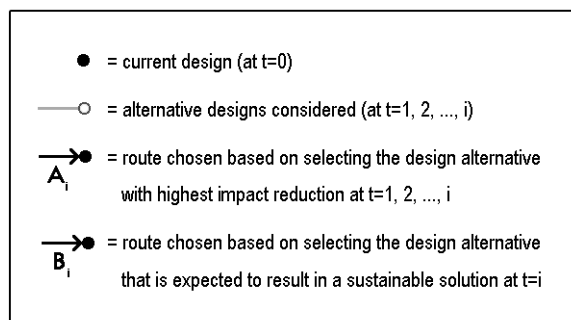 = current design (at t=0)
= alternative designs considered (at t=1, 2, ..., i)
A i = route chosen based on selecting the design alternative
with highest impact reduction at t=1, 2, ..., i
B i = route chosen based on selecting the design alternative
that is expected to result in a sustainable solution at t=i